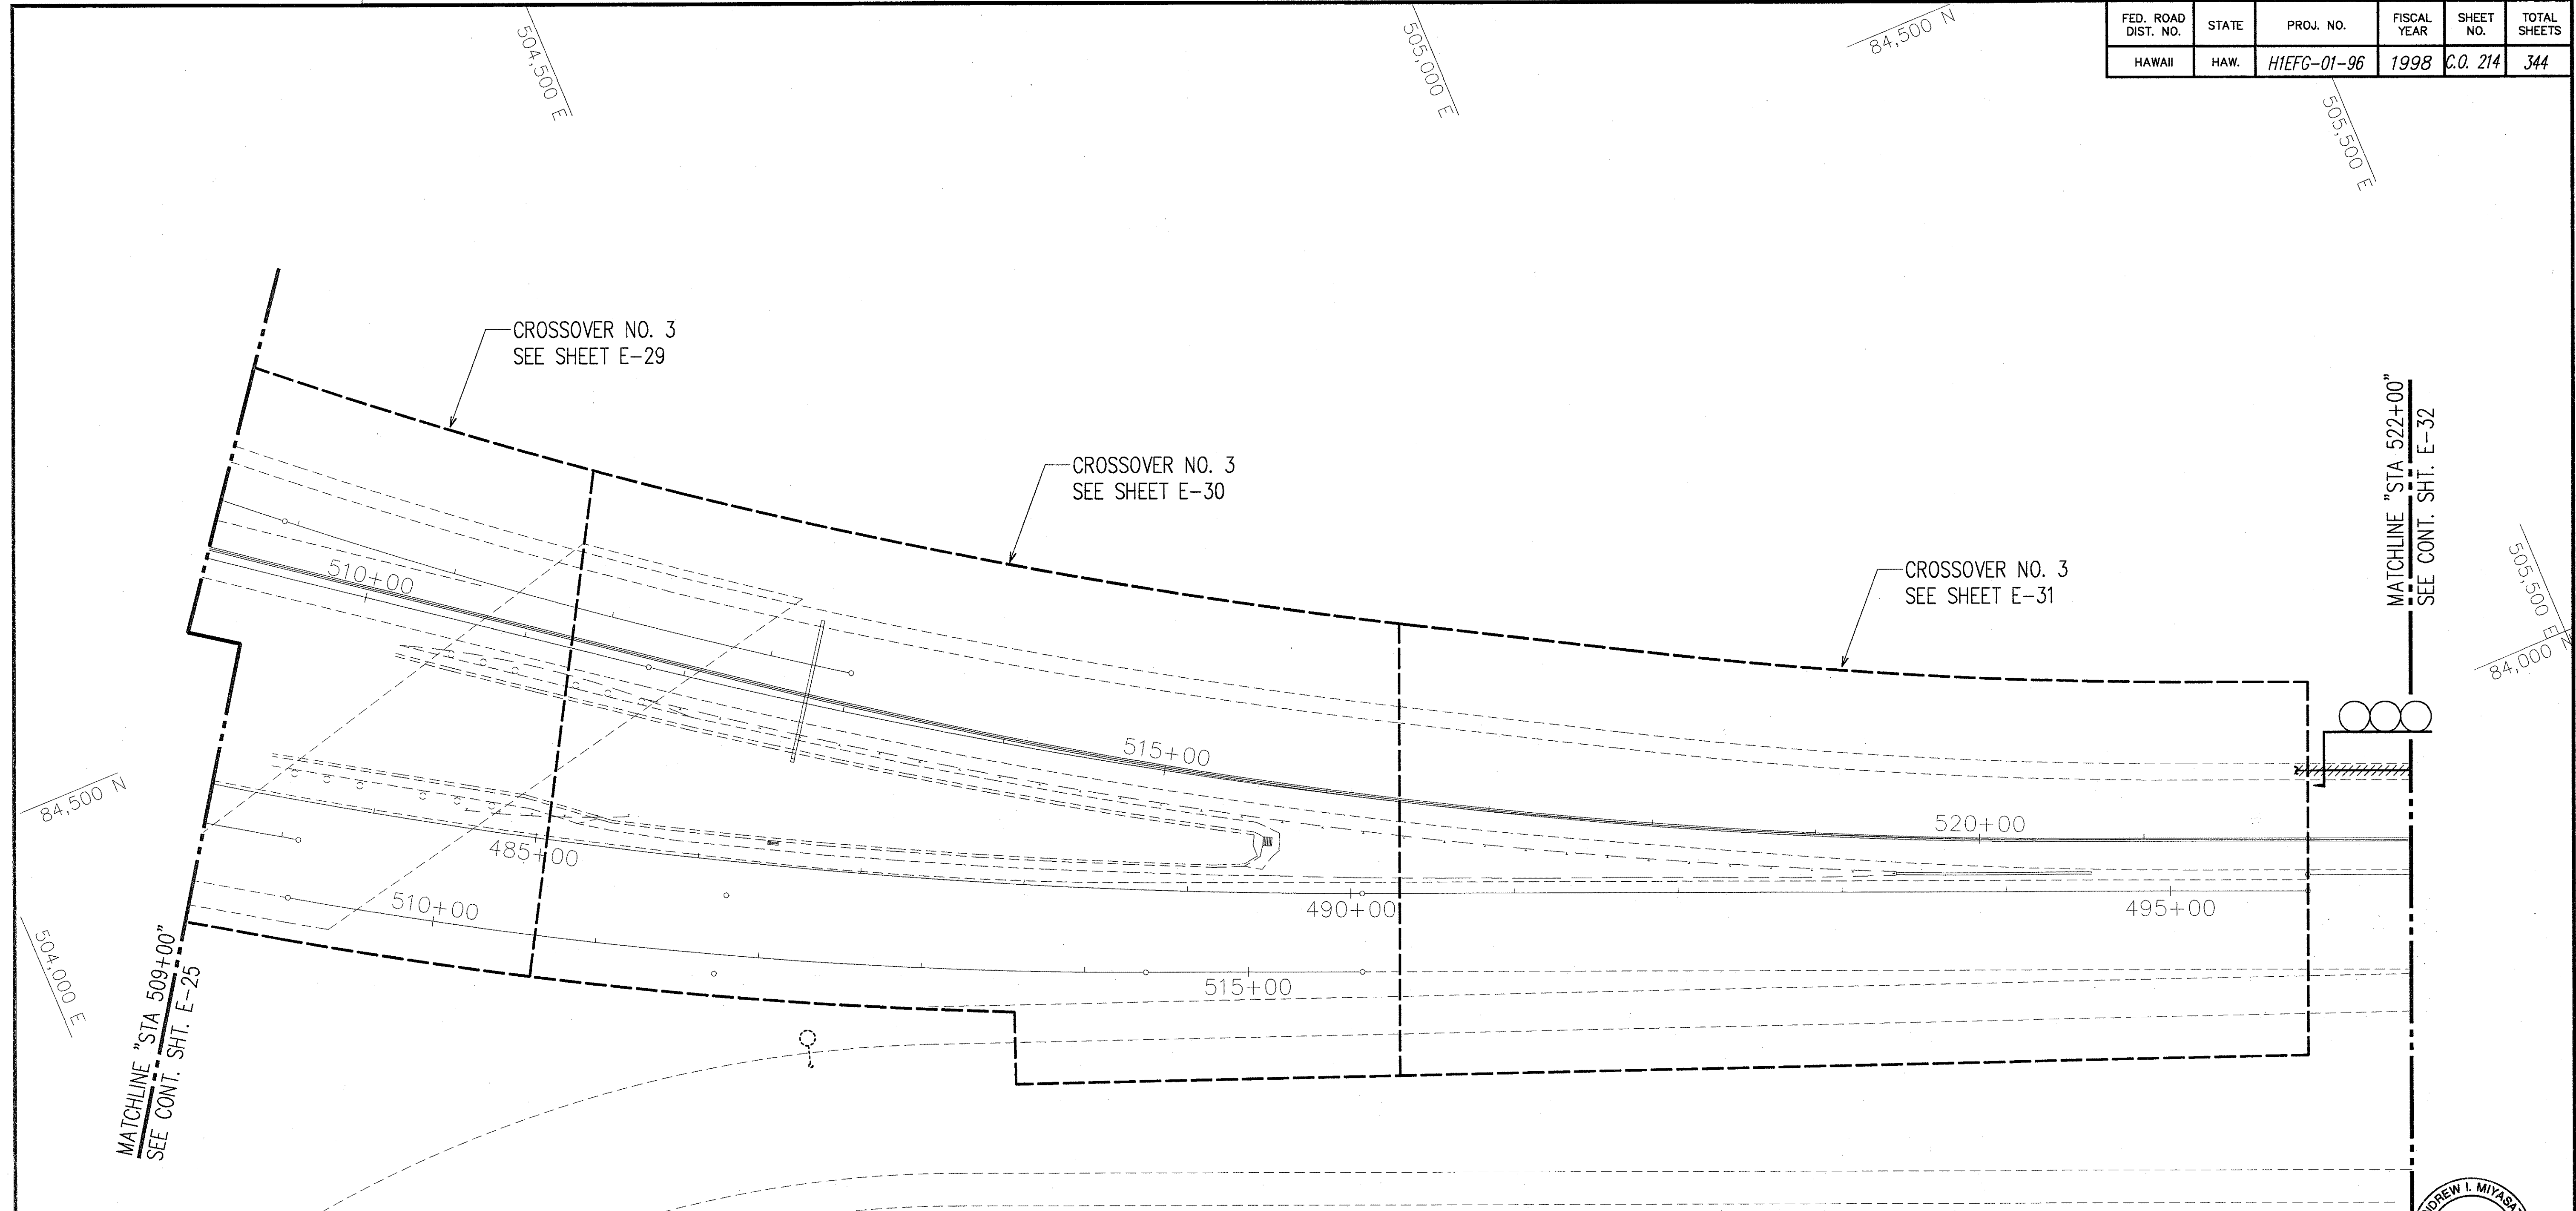 FED. ROAD DIST. NO. STATE PROJ. NO. FISCAL YEAR SHEET NO. TOTAL SHEETS
HAWAII HAW. H1EFG-01-96 1998 C.O. 214 344
504,500 E
505,000 E
84,500 N
505,500 E
CROSSOVER NO. 3
SEE SHEET E-29
CROSSOVER NO. 3
SEE SHEET E-30
CROSSOVER NO. 3
SEE SHEET E-31
MATCHLINE "STA 522+00"
SEE CONT. SHT. E-32
505,500 E
84,000 N
510+00
515+00
520+00
84,500 N
485+00
490+00
495+00
510+00
515+00
504,000 E
MATCHLINE "STA 509+00"
SEE CONT. SHT. E-25